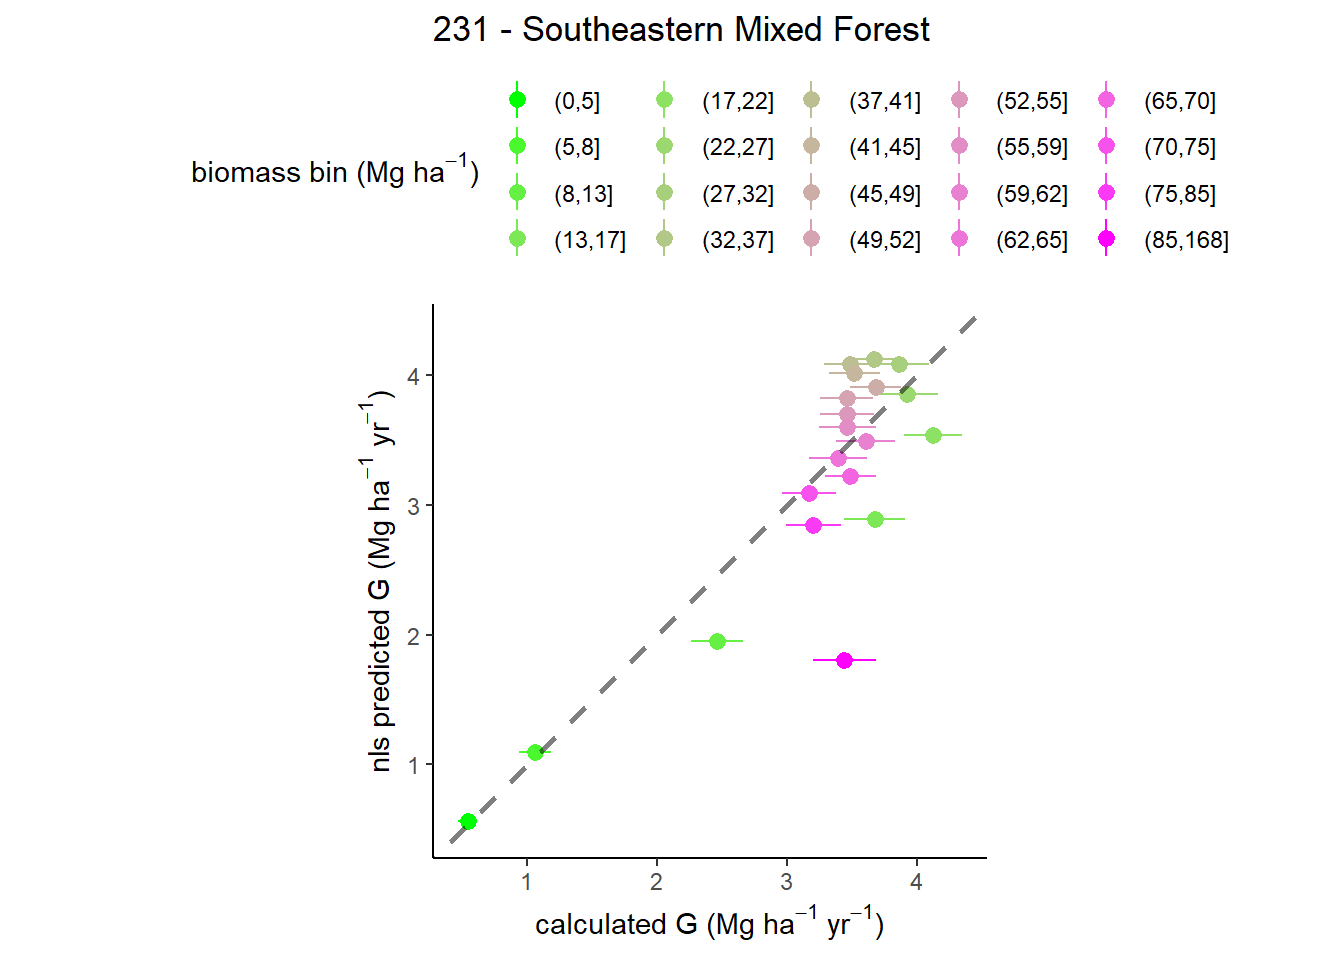 231 - Southeastern Mixed Forest
(0,5] (17,22] (37,41] (52,55] (65,70]
(5,8] (22,27] (41,45] (55,59] (70,75]
biomass bin (Mg ha⁻¹)
(8,13] (27,32] (45,49] (59,62] (75,85]
(13,17] (32,37] (49,52] (62,65] (85,168]
nls predicted G (Mg ha⁻¹ yr⁻¹)
4
3
2
1
1 2 3 4
calculated G (Mg ha⁻¹ yr⁻¹)